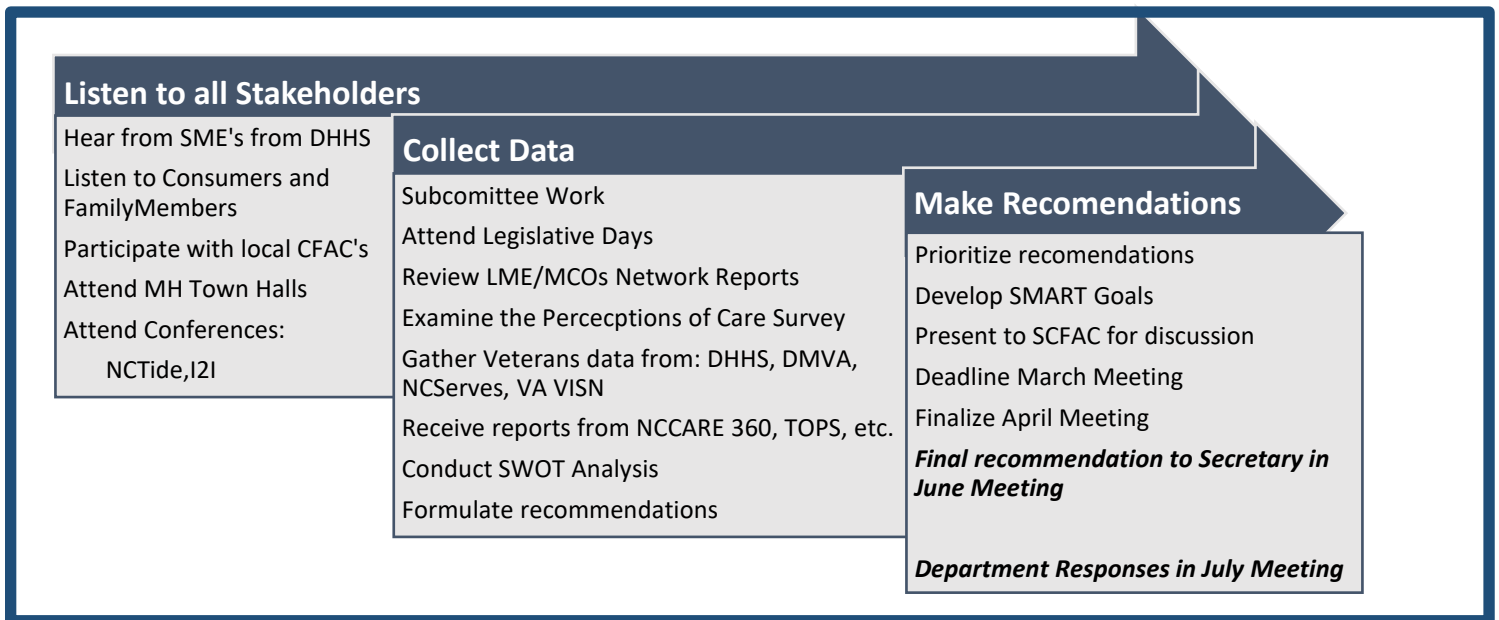 Listen to all Stakeholders
Hear from SME's from DHHS
Listen to Consumers and
FamilyMembers
Participate with local CFAC's
Attend MH Town Halls
Attend Conferences:
NCTide,I2I
Collect Data
Subcomittee Work
Attend Legislative Days
Review LME/MCOs Network Reports
Examine the Percecptions of Care Survey
Gather Veterans data from: DHHS, DMVA,
NCServes, VA VISN
Receive reports from NCCARE 360, TOPS, etc.
Conduct SWOT Analysis
Formulate recommendations
Make Recomendations
Prioritize recomendations
Develop SMART Goals
Present to SCFAC for discussion
Deadline March Meeting
Finalize April Meeting
Final recommendation to Secretary in
June Meeting
Department Responses in July Meeting